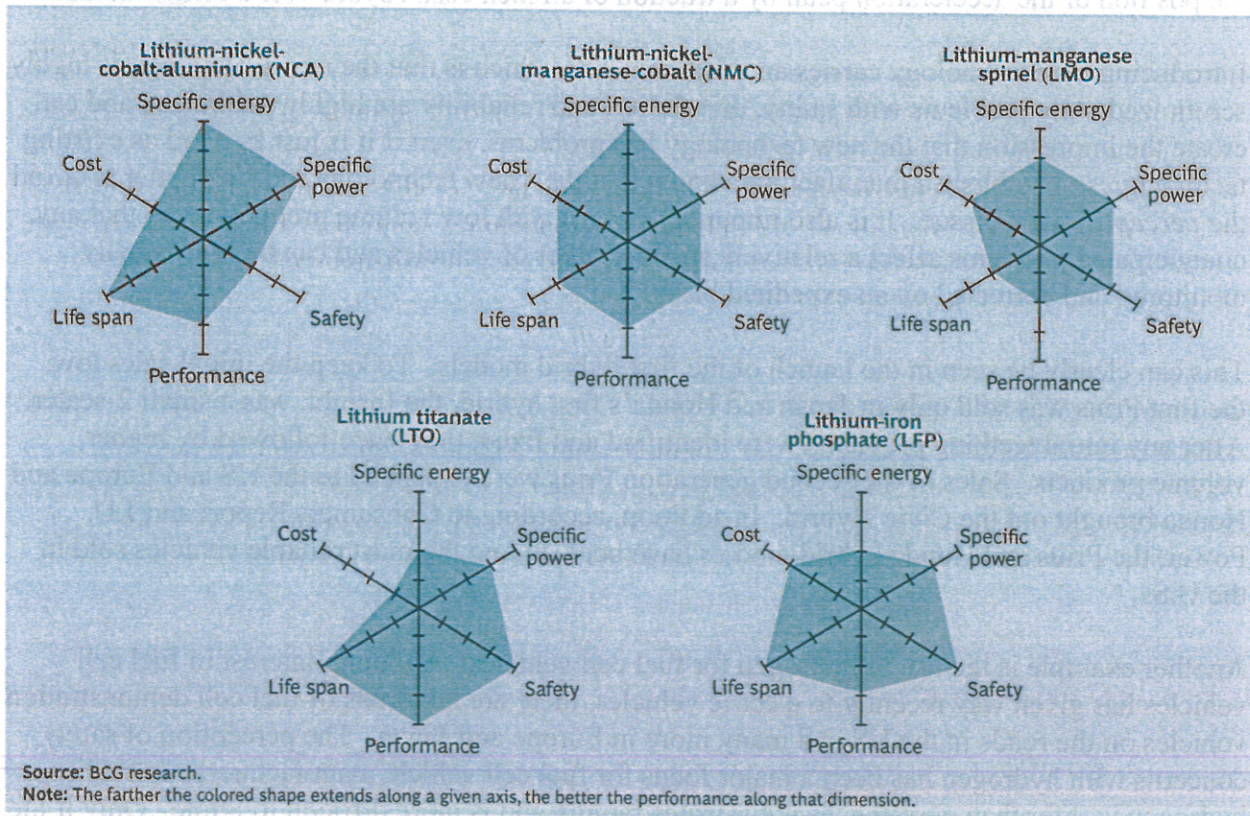 Lithium-nickel-
cobalt-aluminum (NCA)
Specific energy
Cost
Specific
power
Life span
Safety
Performance
Lithium-nickel-
manganese-cobalt (NMC)
Specific energy
Cost
Specific
power
Life span
Safety
Performance
Lithium-manganese
spinel (LMO)
Specific energy
Cost
Specific
power
Life span
Safety
Performance
Lithium titanate
(LTO)
Specific energy
Cost
Specific
power
Life span
Safety
Performance
Lithium-iron
phosphate (LFP)
Specific energy
Cost
Specific
power
Life span
Safety
Performance
Source: BCG research.
Note: The farther the colored shape extends along a given axis, the better the performance along that dimension.